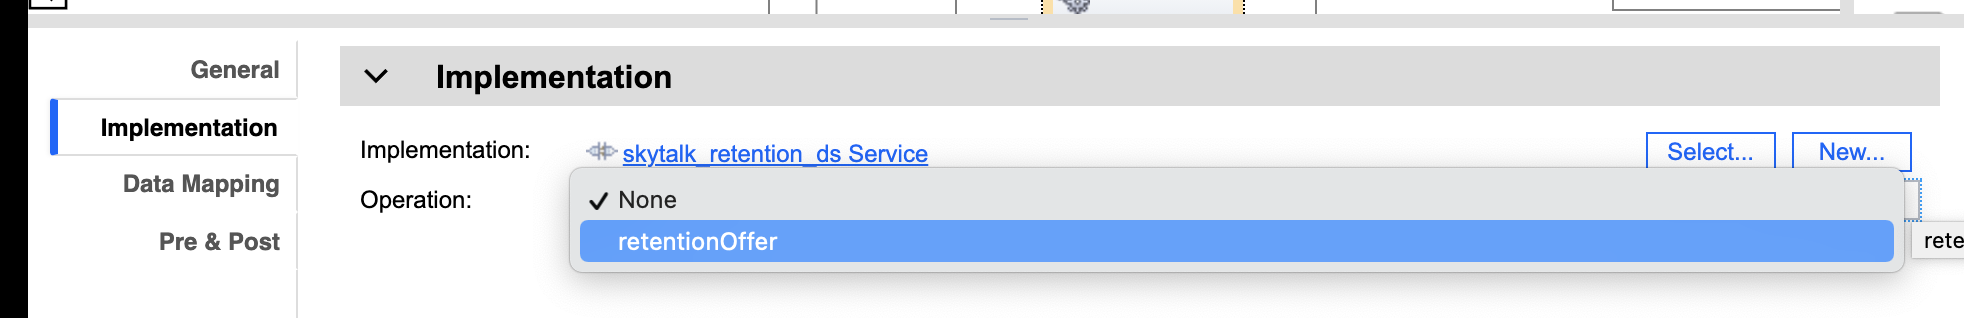 General
Implementation
Data Mapping
Pre & Post
Implementation
Implementation: skytalk_retention_ds Service Select... New...
Operation:
✓ None
retentionOffer
rete